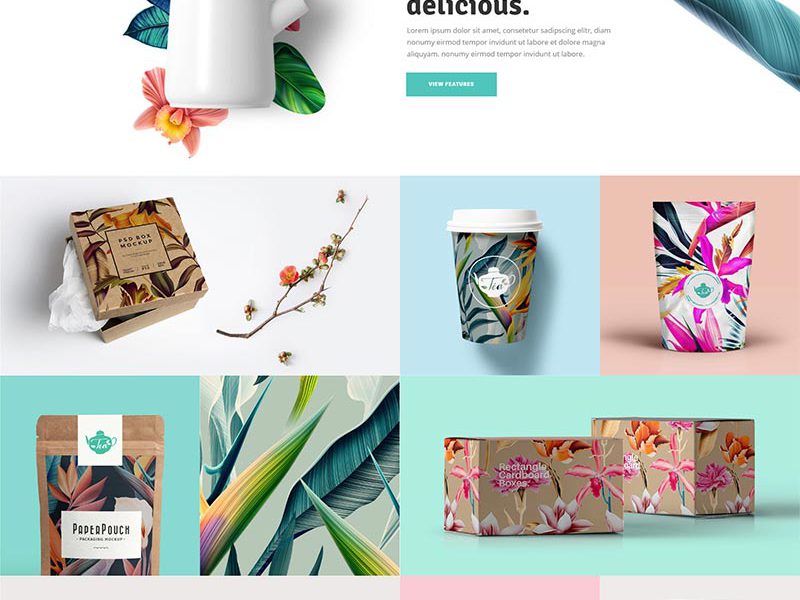 delicious.
Lorem ipsum dolor sit amet, consetetur sadipscing elitr, diam
nonumy eirmod tempor invidunt ut labore et dolore magna
aliquyam. nonumy eirmod tempor invidunt ut labore.
VIEW FEATURES
PSD BOX
MOCKUP
Tea
Tea
PAPERPOUCH
PACKAGING MOCKUP
Rectangle
Cardboard
Boxes.